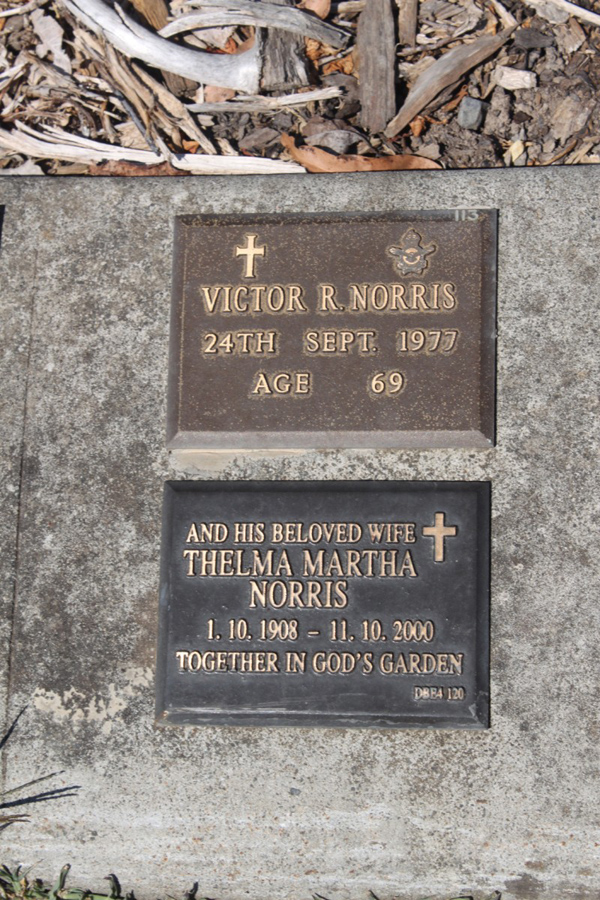 113
VICTOR R. NORRIS
24TH SEPT. 1977
AGE 69
AND HIS BELOVED WIFE
THELMA MARTHA
NORRIS
1. 10. 1908 – 11. 10. 2000
TOGETHER IN GOD'S GARDEN
DBE4 120